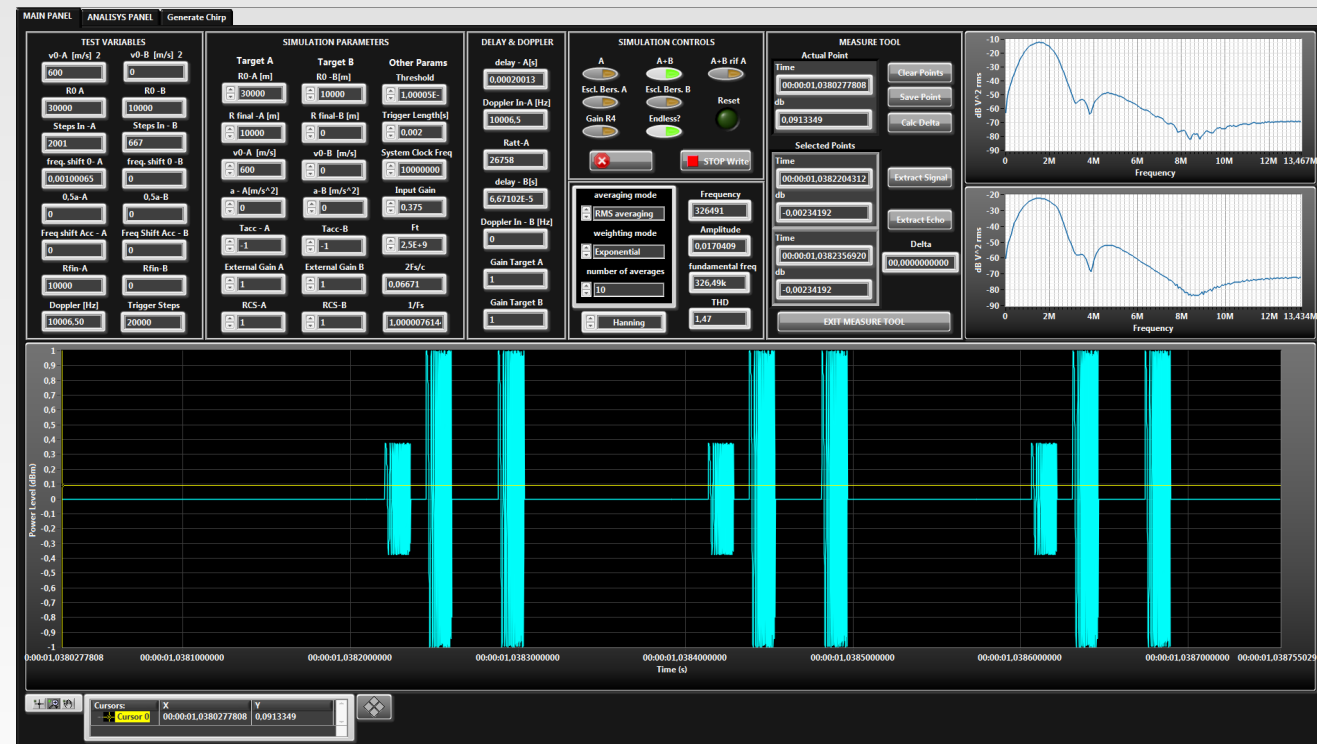 MAIN PANEL ANALISYS PANEL Generate Chirp
TEST VARIABLES
v0-A [m/s] 2 v0-B [m/s] 2
600 0
R0 A R0 -B
30000 10000
Steps In -A Steps In - B
2001 667
freq. shift 0- A freq. shift 0 -B
0,00100065 0
0,5a-A 0,5a-B
0 0
Freq shift Acc - A Freq Shift Acc - B
0 0
Rfin-A Rfin-B
10000 0
Doppler [Hz] Trigger Steps
10006,50 20000
SIMULATION PARAMETERS
Target A Target B Other Params
R0-A [m] R0 -B[m] Threshold
30000 10000 1,00005E-
R final -A [m] R final-B [m] Trigger Length[s]
10000 0 0,002
v0-A [m/s] v0-B [m/s] System Clock Freq
600 0 10000000
a - A[m/s^2] a-B [m/s^2] Input Gain
0 0 0,375
Tacc - A Tacc-B Ft
-1 -1 2,5E+9
External Gain A External Gain B 2Fs/c
1 1 0,06671
RCS-A RCS-B 1/Fs
1 1 1,0000076144
DELAY & DOPPLER
delay - A[s]
0,00020013
Doppler In-A [Hz]
10006,5
Ratt-A
26758
delay - B[s]
6,67102E-5
Doppler In - B [Hz]
0
Gain Target A
1
Gain Target B
1
SIMULATION CONTROLS
A A+B A+B rif A
Escl. Bers. A Escl. Bers. B
Gain R4 Endless? Reset
STOP Write
averaging mode
RMS averaging
weighting mode
Exponential
number of averages
10
Hanning
Frequency
326491
Amplitude
0,0170409
fundamental freq
326,49k
THD
1,47
MEASURE TOOL
Actual Point
Time
00:00:01,0380277808
db
0,0913349
Clear Points
Save Point
Calc Delta
Selected Points
Time
00:00:01,0382204312
db
-0,00234192
Time
00:00:01,0382356920
db
-0,00234192
Extract Signal
Extract Echo
Delta
00,0000000000
EXIT MEASURE TOOL
dB V^2 rms
-10
-20
-30
-40
-50
-60
-70
-80
-90
0 2M 4M 6M 8M 10M 12M 13,467M
Frequency
dB V^2 rms
-20
-30
-40
-50
-60
-70
-80
-90
0 2M 4M 6M 8M 10M 12M 13,434M
Frequency
Power Level (dBm)
1
0,9
0,8
0,7
0,6
0,5
0,4
0,3
0,2
0,1
0
-0,1
-0,2
-0,3
-0,4
-0,5
-0,6
-0,7
-0,8
-0,9
-1
00:00:01,0380277808 00:00:01,0381000000 00:00:01,0382000000 00:00:01,0383000000 00:00:01,0384000000 00:00:01,0385000000 00:00:01,0386000000 00:00:01,0387000000 00:00:01,038755029
Time (s)
Cursors: X Y
Cursor 0 00:00:01,0380277808 0,0913349